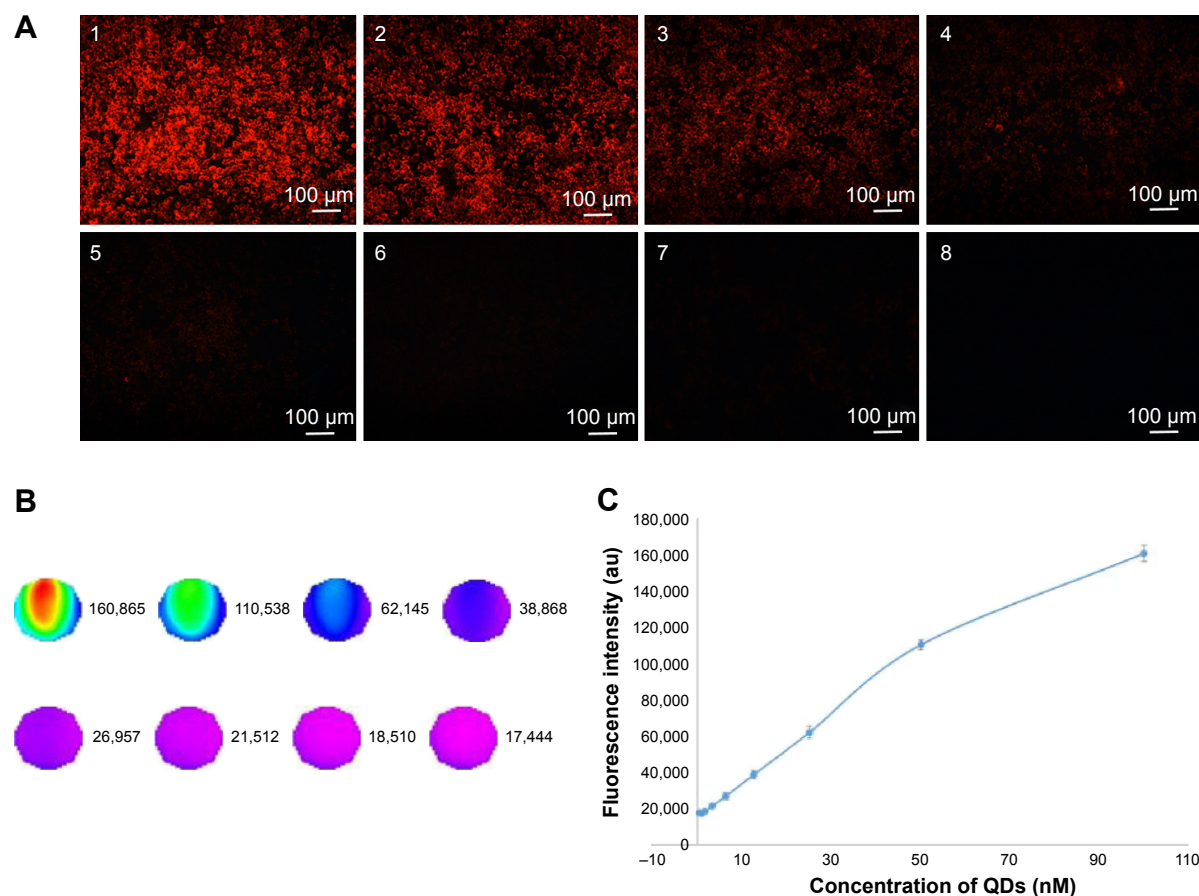 A
1
2
3
4
100 µm
100 µm
100 µm
100 µm
5
6
7
8
100 µm
100 µm
100 µm
100 µm
B
160,865
110,538
62,145
38,868
26,957
21,512
18,510
17,444
C
Fluorescence intensity (au)
180,000
160,000
140,000
120,000
100,000
80,000
60,000
40,000
20,000
0
–10
10
30
50
70
90
110
Concentration of QDs (nM)